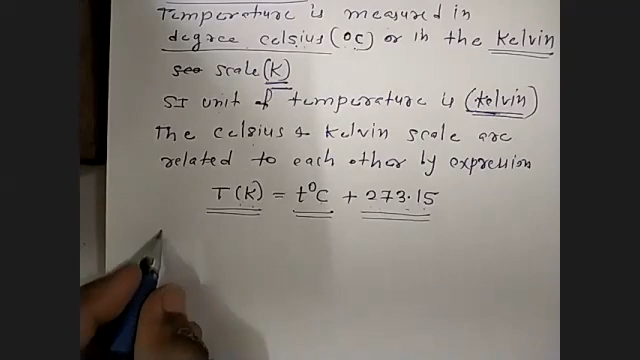 Temperature is measured in
degree celsius (°C) or in the Kelvin
scale (K)
SI unit of temperature is (kelvin)
The celsius & Kelvin scale are
related to each other by expression
T(K) = t°C + 273.15